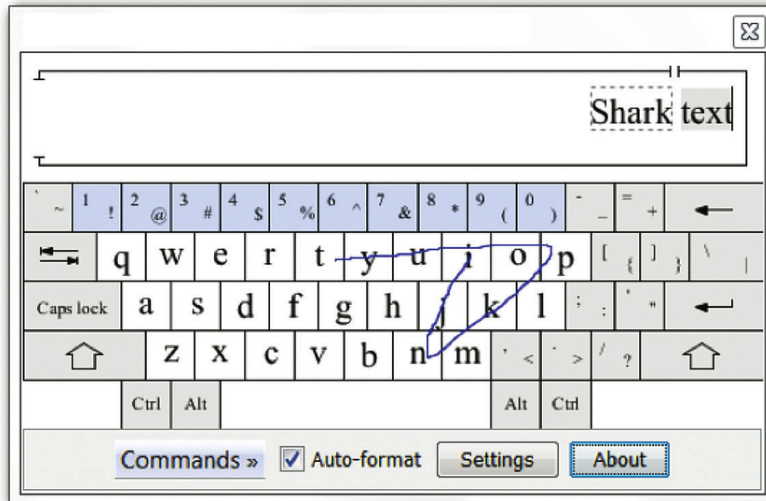 Shark text
` ~ 1 ! 2 @ 3 # 4 $ 5 % 6 ^ 7 & 8 * 9 ( 0 ) - _ = + 
q w e r t y u i o p [ { ] } \ |
Caps lock a s d f g h j k l ; : ' "
z x c v b n m , < . > / ?
Ctrl Alt Alt Ctrl
Commands » Auto-format Settings About